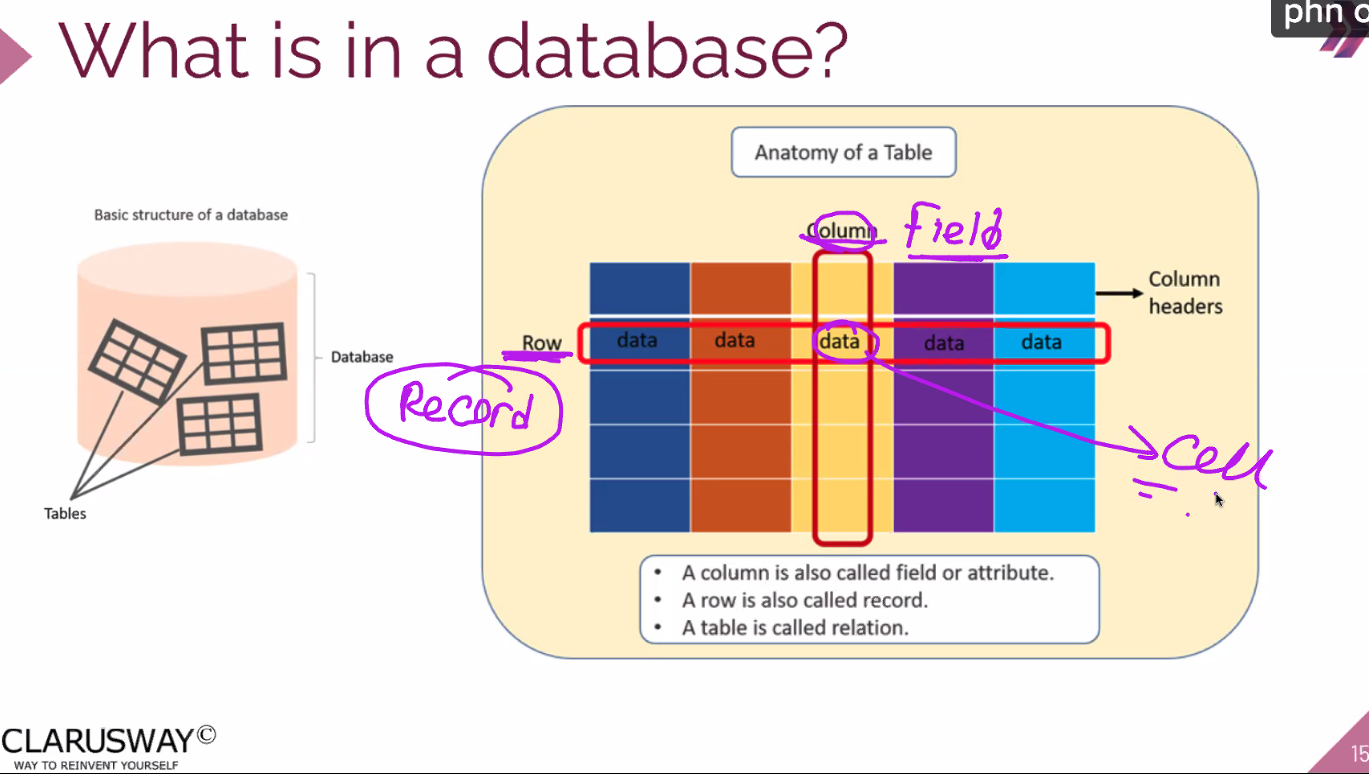 phn o
What is in a database?
Anatomy of a Table
Basic structure of a database
Column Field
Column
headers
Row data data data data data
Database
Record
Cell
Tables
• A column is also called field or attribute.
• A row is also called record.
• A table is called relation.
CLARUSWAY©
WAY TO REINVENT YOURSELF
15